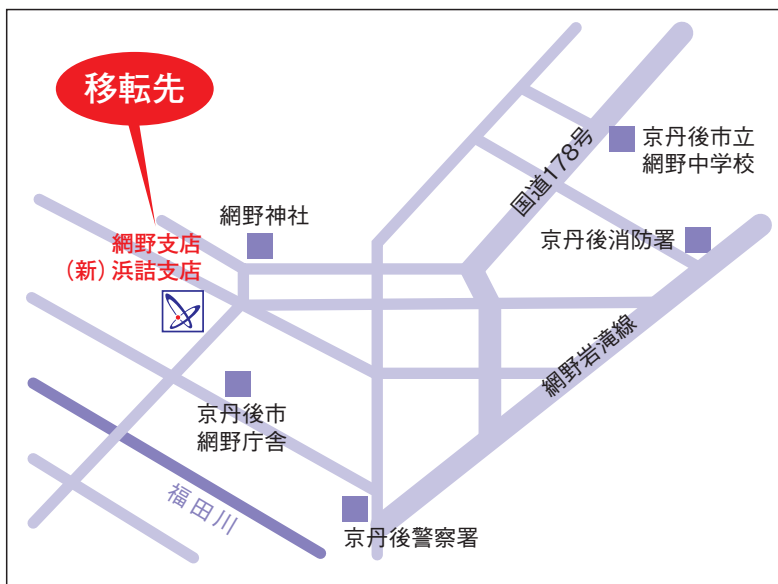 移転先
国道178号
京丹後市立
網野中学校
網野神社
網野支店
(新)浜詰支店
京丹後消防署
網野岩滝線
京丹後市
網野庁舎
福田川
京丹後警察署